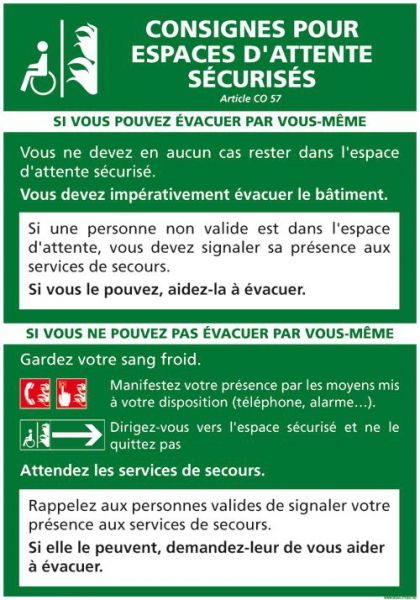 CONSIGNES POUR
ESPACES D'ATTENTE
SÉCURISÉS
Article CO 57
SI VOUS POUVEZ ÉVACUER PAR VOUS-MÊME
Vous ne devez en aucun cas rester dans l'espace
d'attente sécurisé.
Vous devez impérativement évacuer le bâtiment.
Si une personne non valide est dans l'espace
d'attente, vous devez signaler sa présence aux
services de secours.
Si vous le pouvez, aidez-la à évacuer.
SI VOUS NE POUVEZ PAS ÉVACUER PAR VOUS-MÊME
Gardez votre sang froid.
Manifestez votre présence par les moyens mis
à votre disposition (téléphone, alarme...).
Dirigez-vous vers l'espace sécurisé et ne le
quittez pas
Attendez les services de secours.
Rappelez aux personnes valides de signaler votre
présence aux services de secours.
Si elle le peuvent, demandez-leur de vous aider
à évacuer.